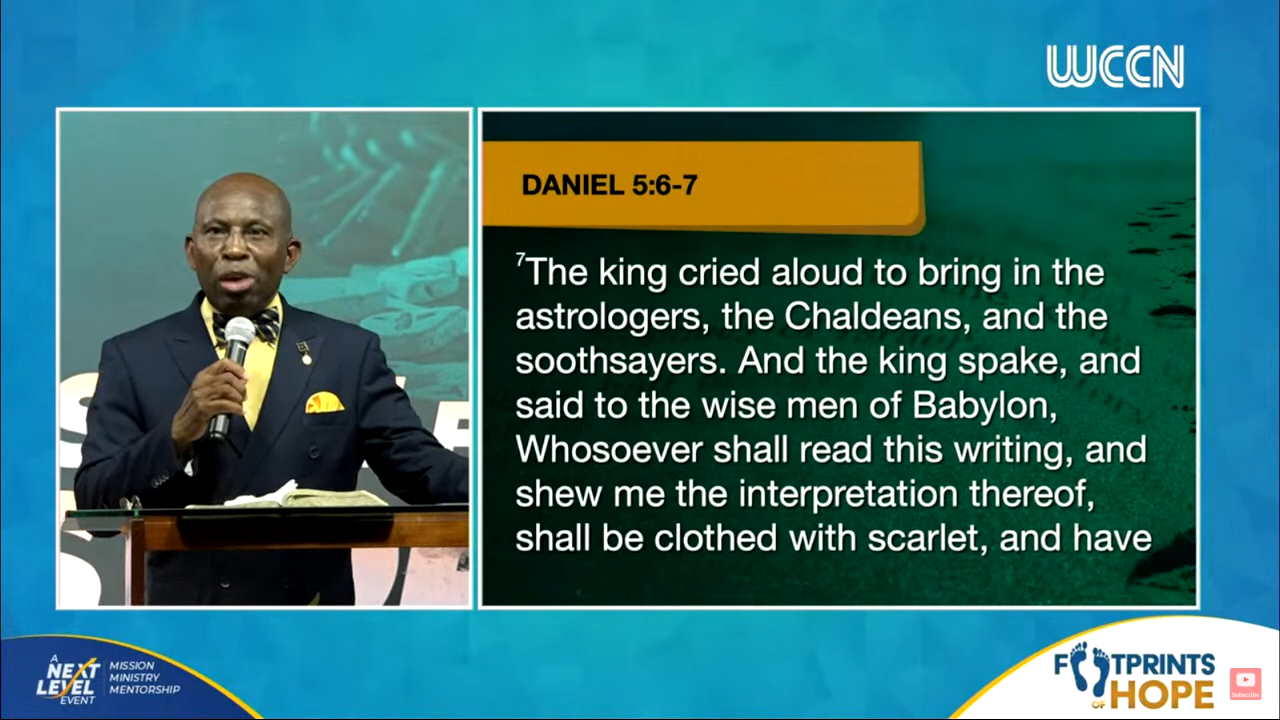 WCCN
DANIEL 5:6-7
⁷The king cried aloud to bring in the
astrologers, the Chaldeans, and the
soothsayers. And the king spake, and
said to the wise men of Babylon,
Whosoever shall read this writing, and
shew me the interpretation thereof,
shall be clothed with scarlet, and have
A
NEXT
LEVEL
EVENT
MISSION
MINISTRY
MENTORSHIP
FOOTPRINTS
OF HOPE
Subscribe